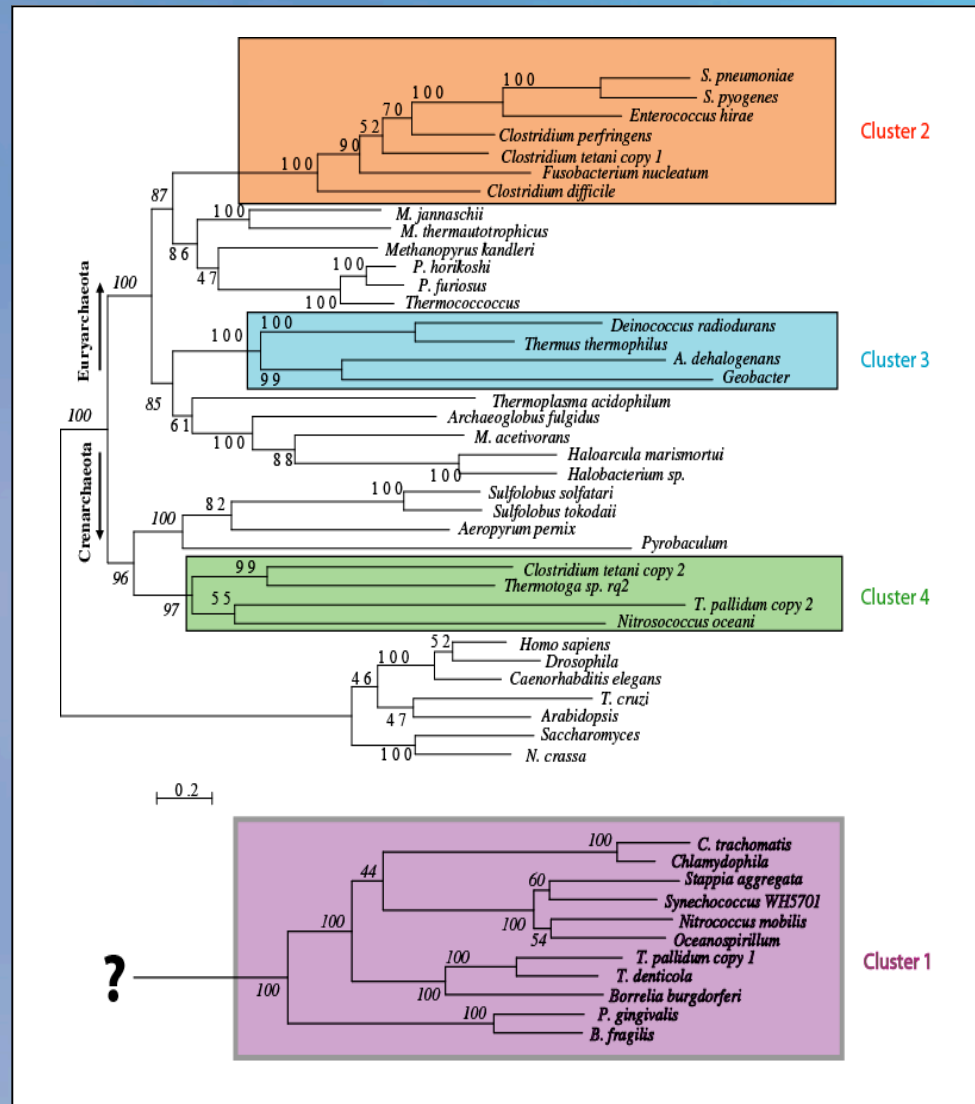 100
S. pneumoniae
100
S. pyogenes
70
Enterococcus hirae
52
Clostridium perfringens
Cluster 2
90
Clostridium tetani copy 1
100
Fusobacterium nucleatum
Clostridium difficile
87
100
M. jannaschii
M. thermautotrophicus
86
Methanopyrus kandleri
47
100
P. horikoshi
P. furiosus
100
Thermococcoccus
100
Euryarchaeota
100
100
Deinococcus radiodurans
Thermus thermophilus
A. dehalogenans
Cluster 3
99
Geobacter
85
Thermoplasma acidophilum
61
Archaeoglobus fulgidus
100
100
M. acetivorans
88
Haloarcula marismortui
100
Halobacterium sp.
Crenarchaeota
100
Sulfolobus solfatari
82
Sulfolobus tokodaii
100
Aeropyrum pernix
Pyrobaculum
96
99
Clostridium tetani copy 2
Thermotoga sp. rq2
Cluster 4
97
55
T. pallidum copy 2
Nitrosococcus oceani
52
Homo sapiens
100
Drosophila
46
Caenorhabditis elegans
T. cruzi
47
Arabidopsis
Saccharomyces
100
N. crassa
0.2
100
C. trachomatis
Chlamydophila
44
60
Stappia aggregata
Synechococcus WH5701
100
100
Nitrococcus mobilis
54
Oceanospirillum
100
T. pallidum copy 1
Cluster 1
T. denticola
?
100
100
Borrelia burgdorferi
100
P. gingivalis
B. fragilis